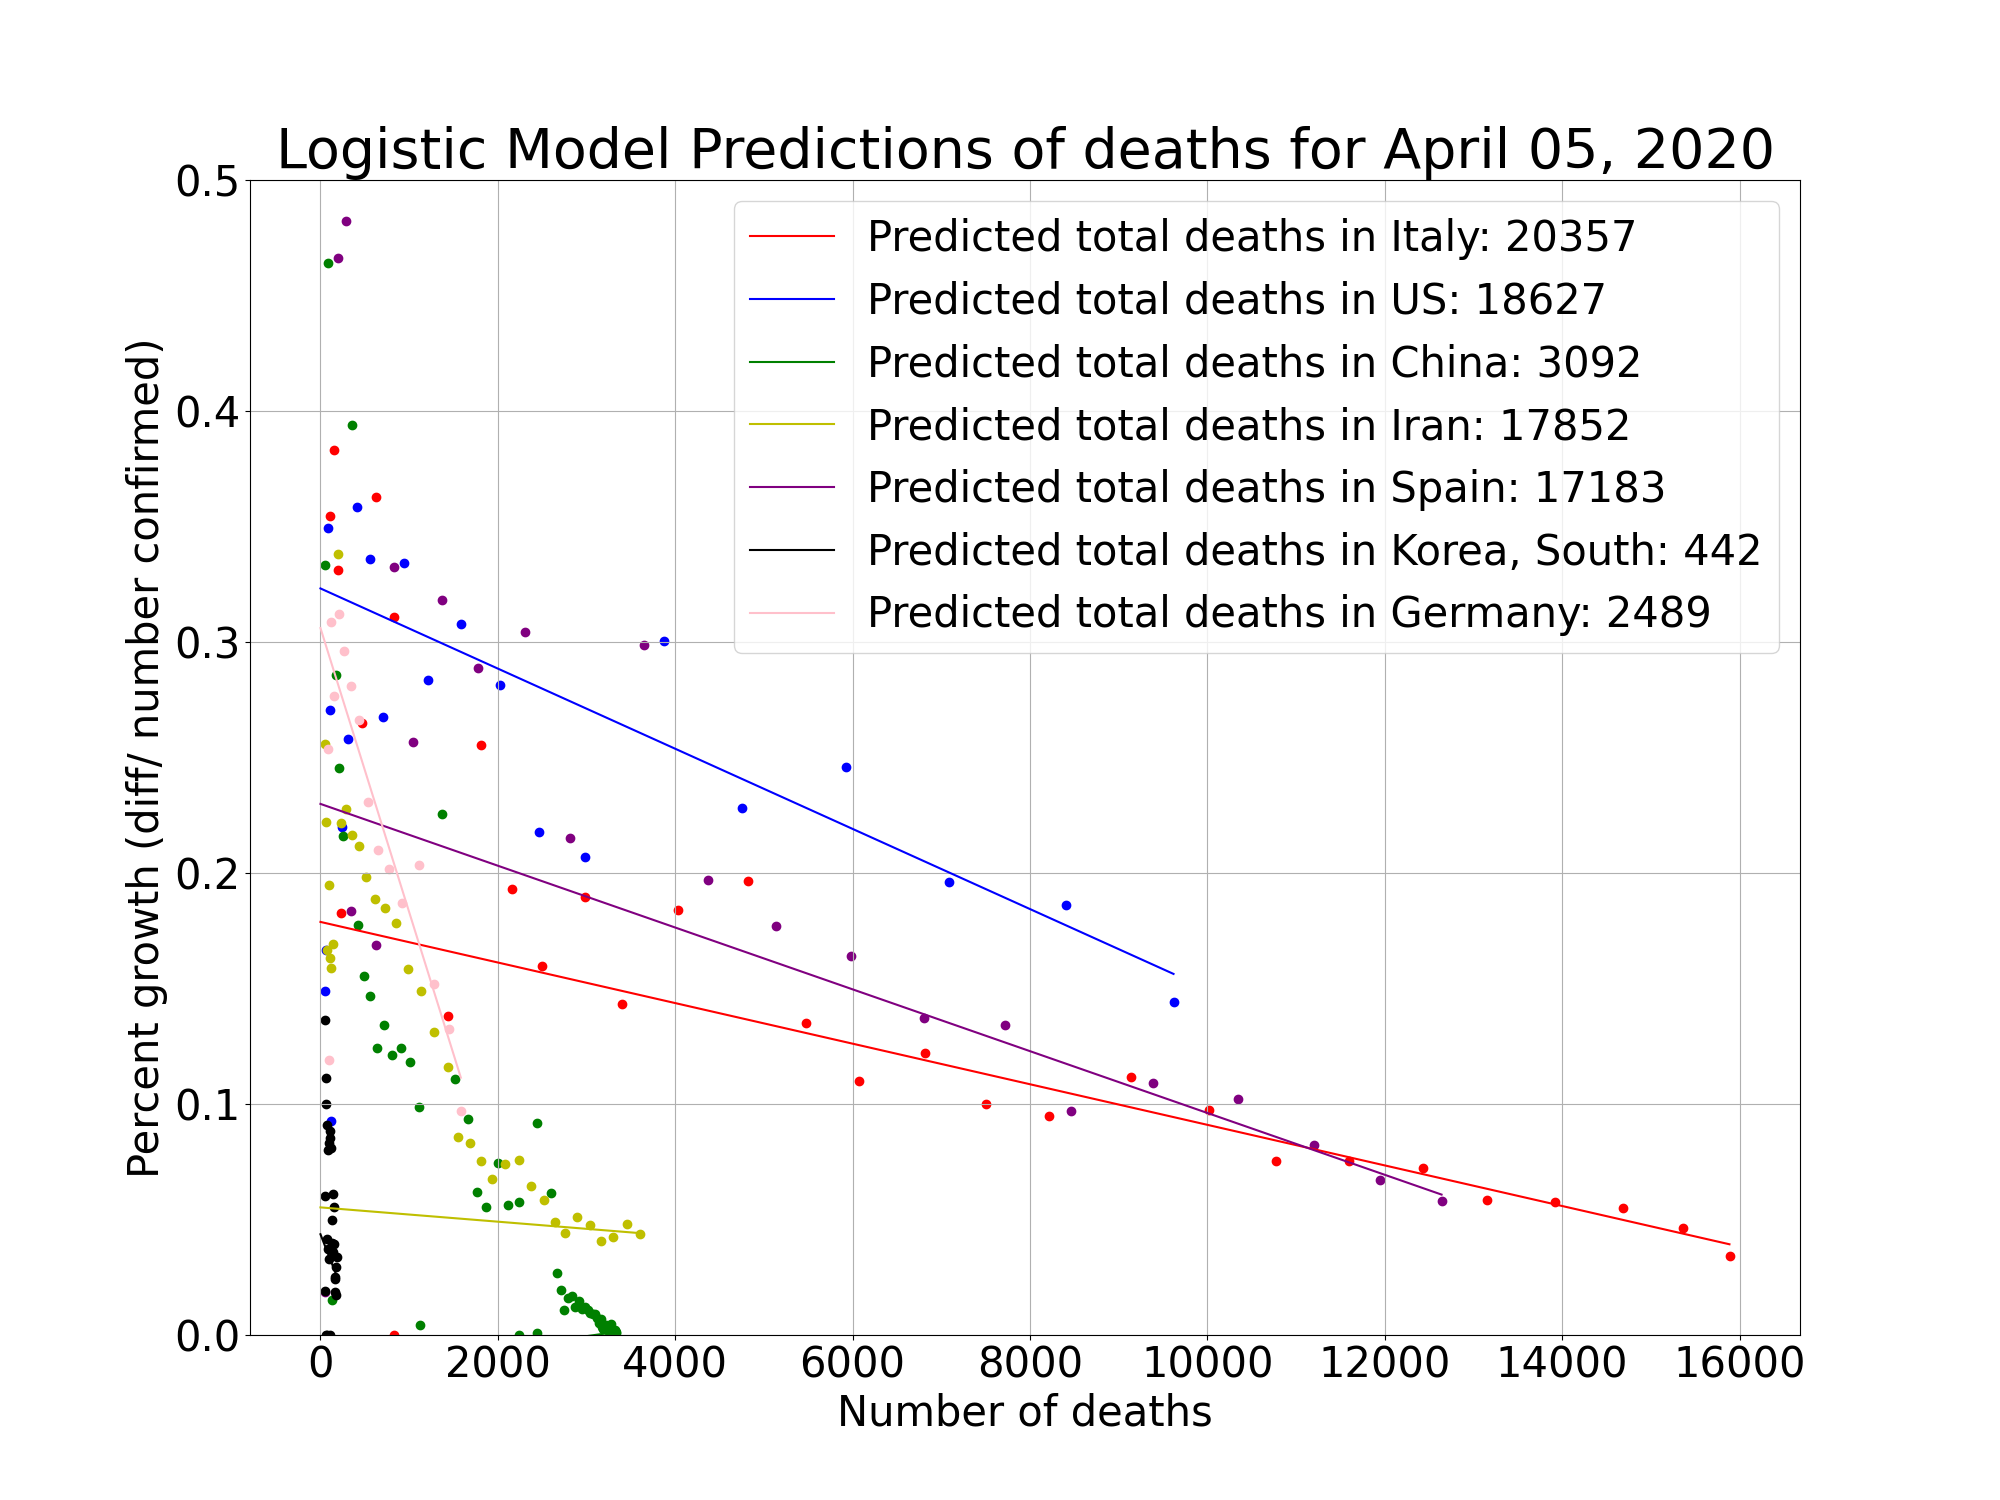 Logistic Model Predictions of deaths for April 05, 2020
0.5
0.4
0.3
0.2
0.1
0.0
Percent growth (diff/ number confirmed)
Predicted total deaths in Italy: 20357
Predicted total deaths in US: 18627
Predicted total deaths in China: 3092
Predicted total deaths in Iran: 17852
Predicted total deaths in Spain: 17183
Predicted total deaths in Korea, South: 442
Predicted total deaths in Germany: 2489
0 2000 4000 6000 8000 10000 12000 14000 16000
Number of deaths